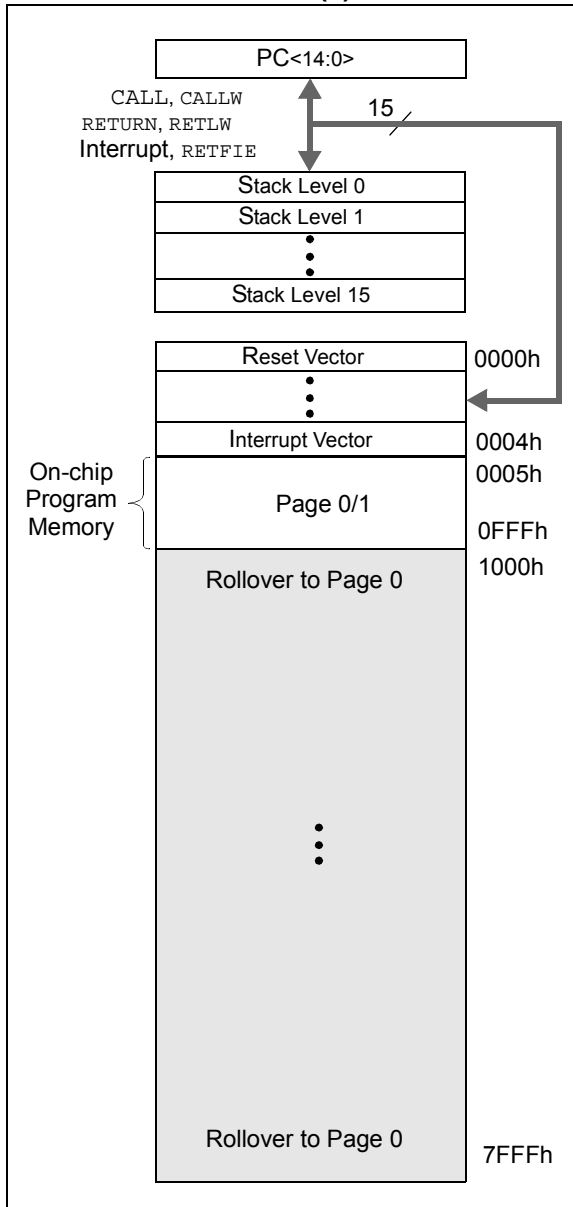 PC<14:0>
CALL, CALLW
RETURN, RETLW
Interrupt, RETFIE
15
Stack Level 0
Stack Level 1
Stack Level 15
Reset Vector
0000h
Interrupt Vector
0004h
On-chip
Program
Memory
Page 0/1
0005h
0FFFh
Rollover to Page 0
1000h
Rollover to Page 0
7FFFh